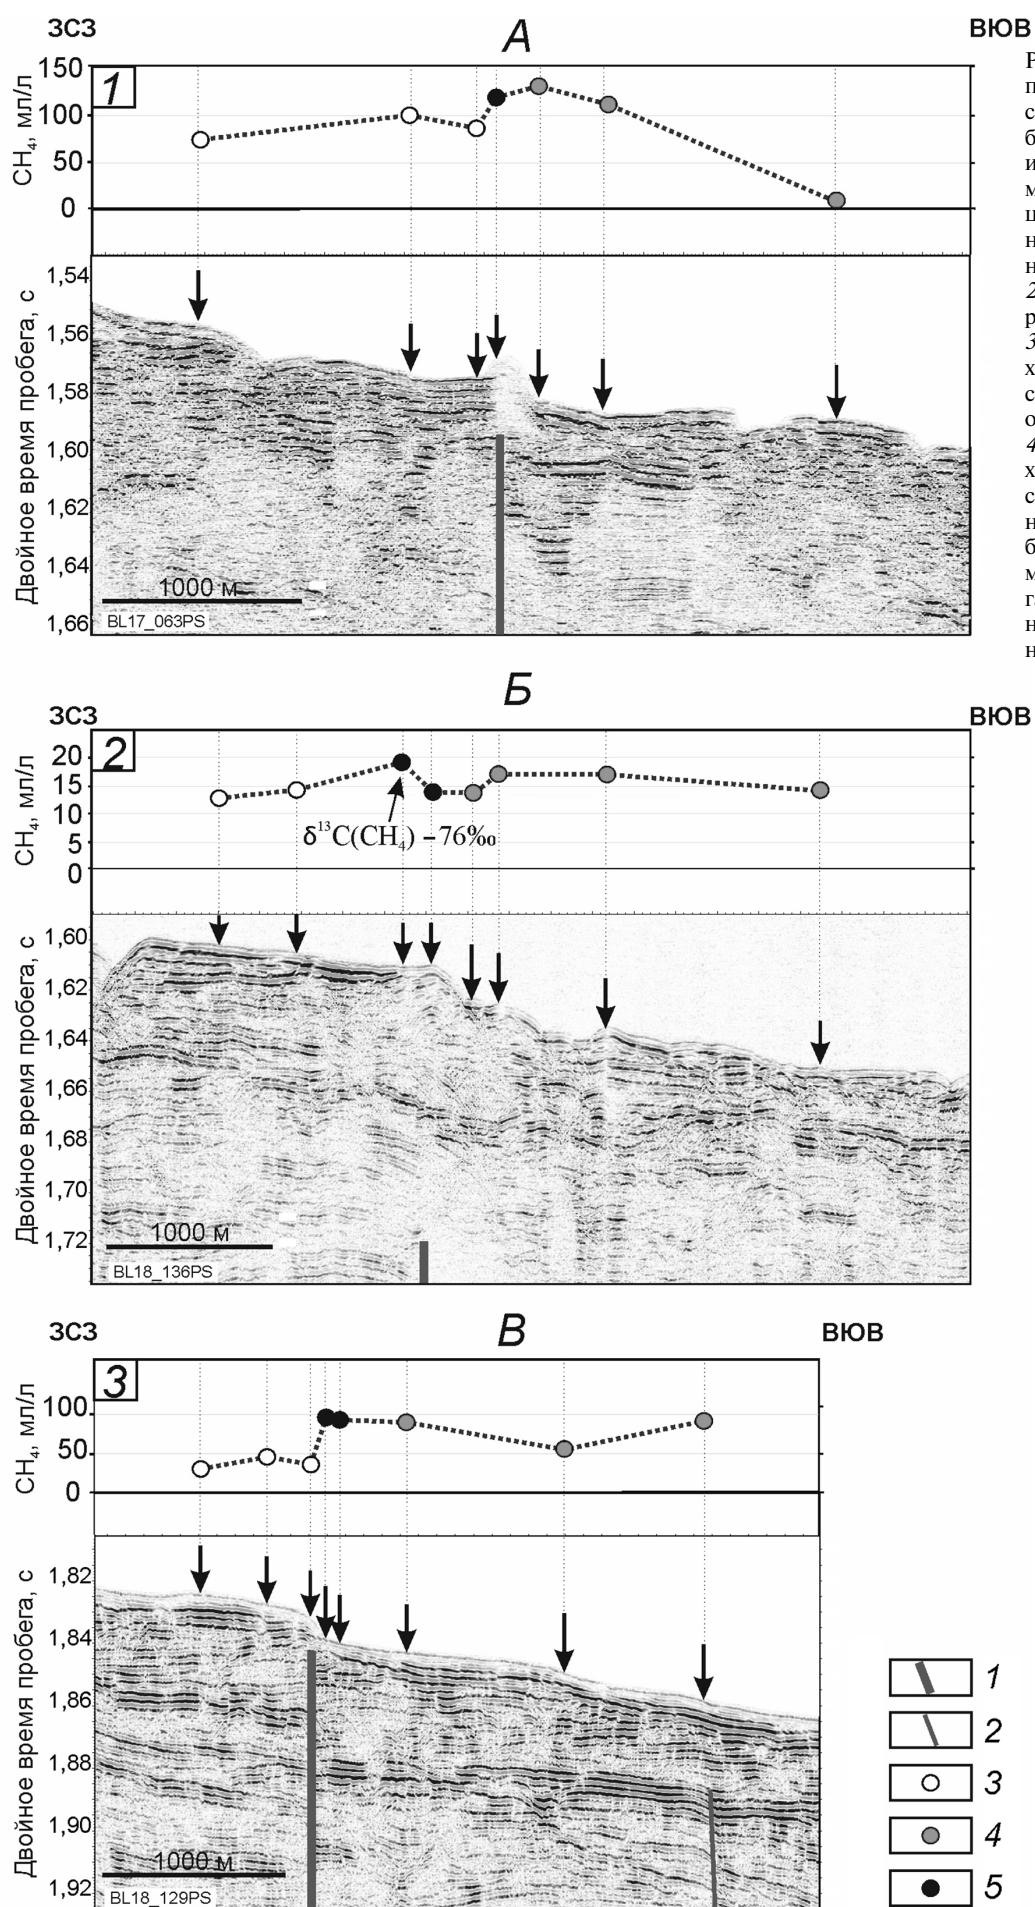 ЗСЗ А ВЮВ
1
CH₄, мл/л
150
100
50
0
Двойное время пробега, с
1,54
1,56
1,58
1,60
1,62
1,64
1,66
1000 м
BL17_063PS
Б
ЗСЗ ВЮВ
2
CH₄, мл/л
20
15
10
5
0
δ¹³C(CH₄) –76‰
Двойное время пробега, с
1,60
1,62
1,64
1,66
1,68
1,70
1,72
1000 м
BL18_136PS
ЗСЗ В ВЮВ
3
CH₄, мл/л
100
50
0
Двойное время пробега, с
1,82
1,84
1,86
1,88
1,90
1,92
1000 м
BL18_129PS
1
2
3
4
5